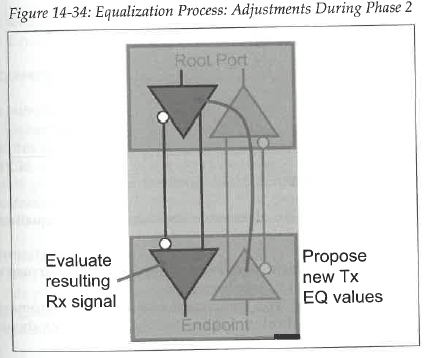 Figure 14-34: Equalization Process: Adjustments During Phase 2
Root Port
Evaluate
resulting
Rx signal
Propose
new Tx
EQ values
Endpoint